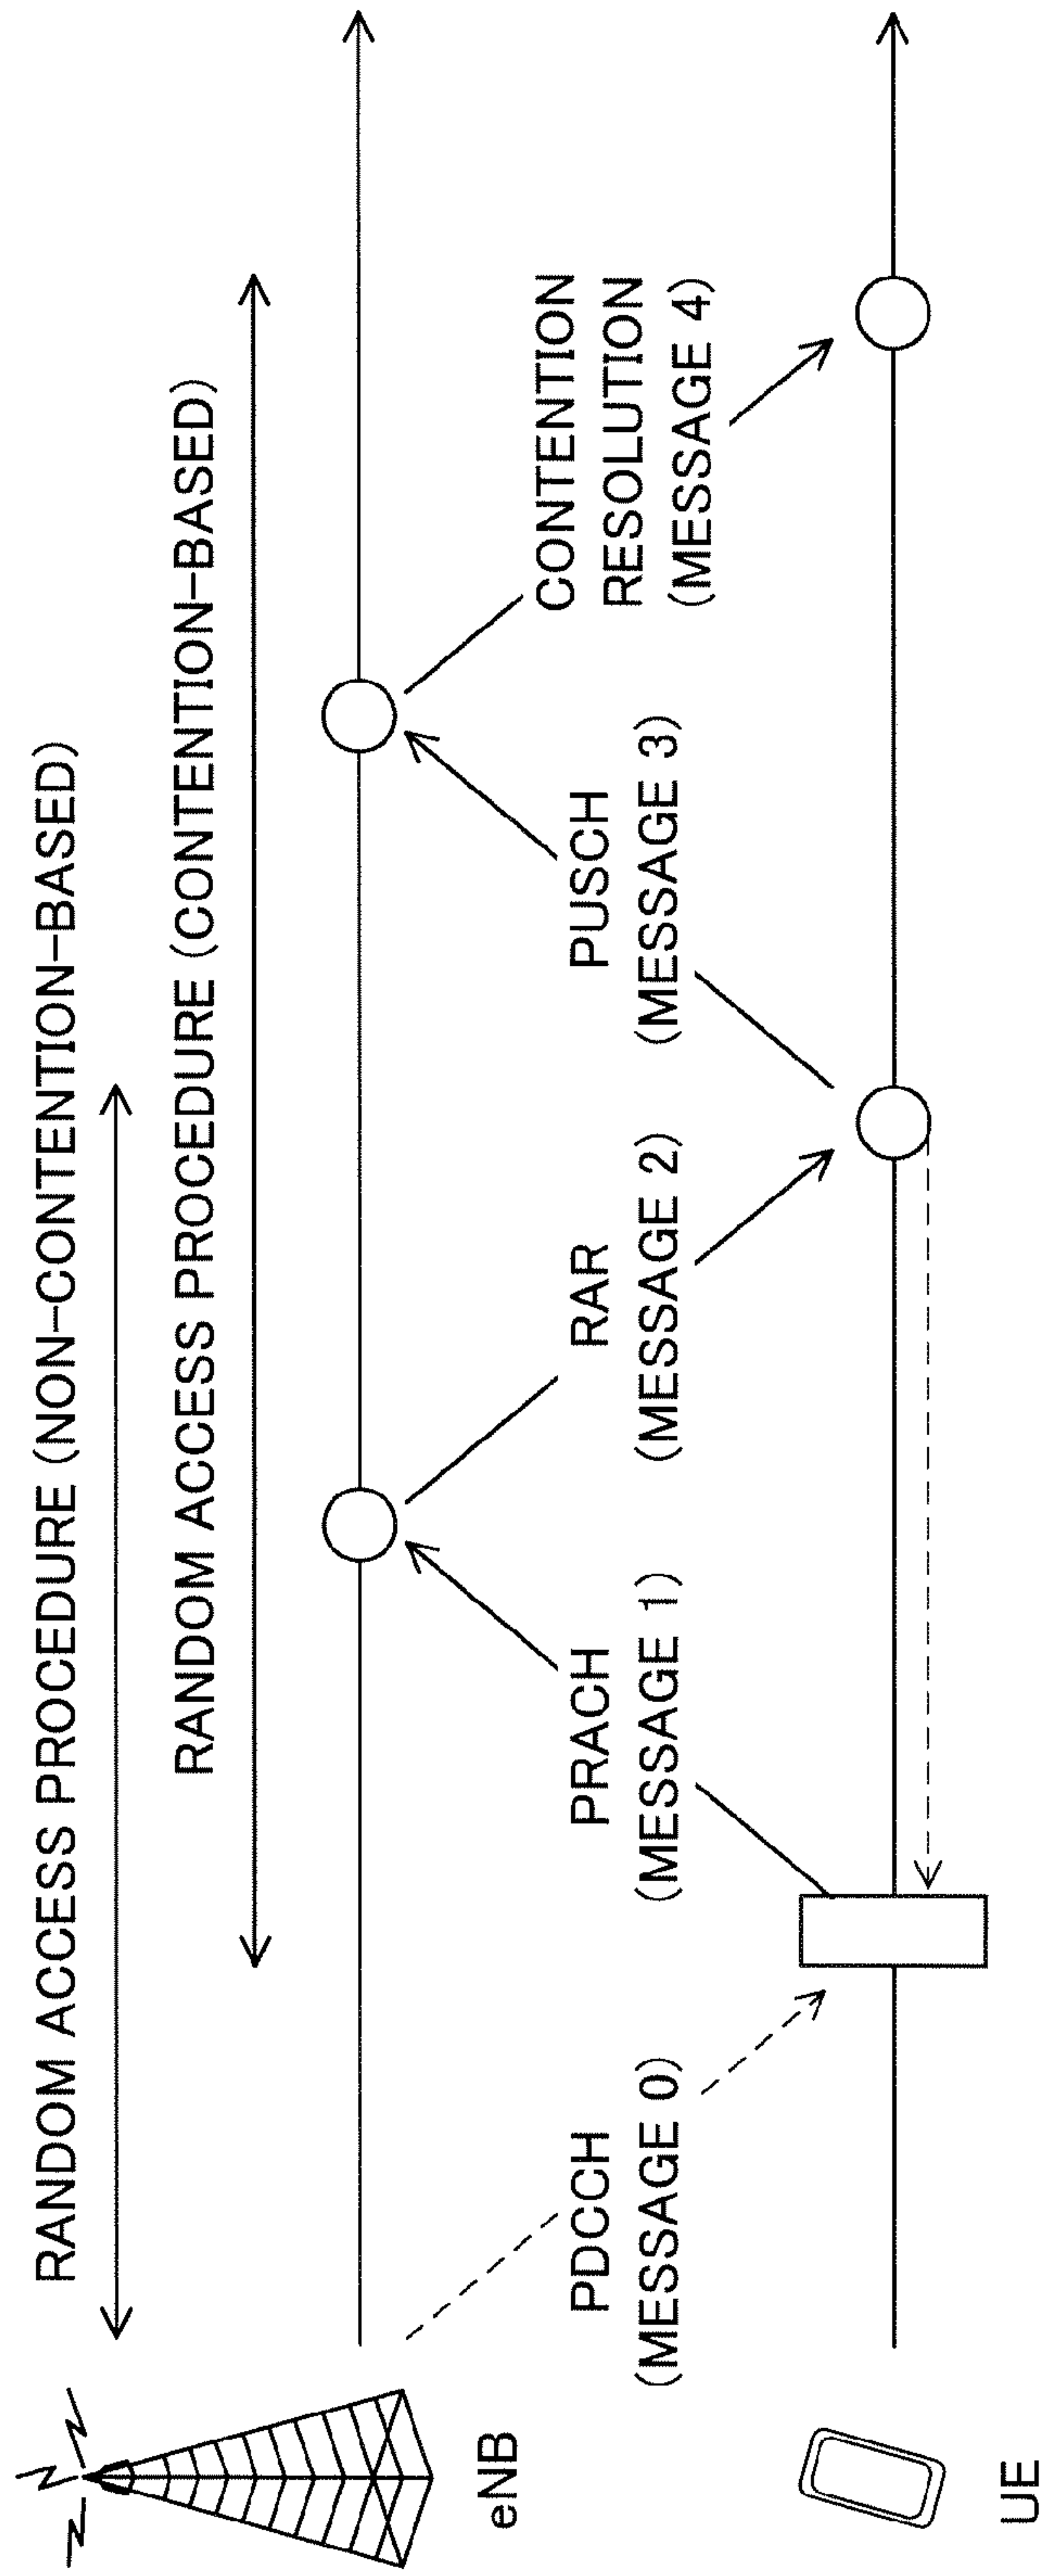 RANDOM ACCESS PROCEDURE (NON-CONTENTION-BASED)
RANDOM ACCESS PROCEDURE (CONTENTION-BASED)
eNB
PDCCH
(MESSAGE 0)
PRACH
(MESSAGE 1)
RAR
(MESSAGE 2)
PUSCH
(MESSAGE 3)
CONTENTION
RESOLUTION
(MESSAGE 4)
UE